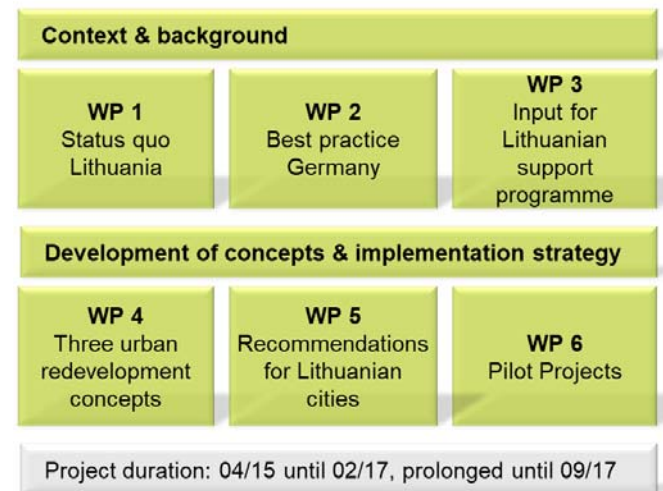 Context & background
WP 1
Status quo
Lithuania
WP 2
Best practice
Germany
WP 3
Input for
Lithuanian
support
programme
Development of concepts & implementation strategy
WP 4
Three urban
redevelopment
concepts
WP 5
Recommendations
for Lithuanian
cities
WP 6
Pilot Projects
Project duration: 04/15 until 02/17, prolonged until 09/17